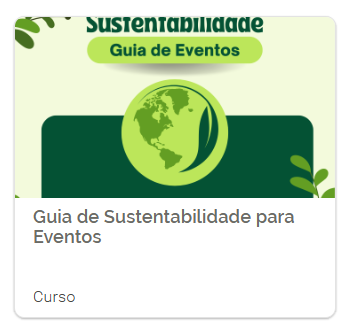 Sustentabilidade
Guia de Eventos
Guia de Sustentabilidade para
Eventos
Curso